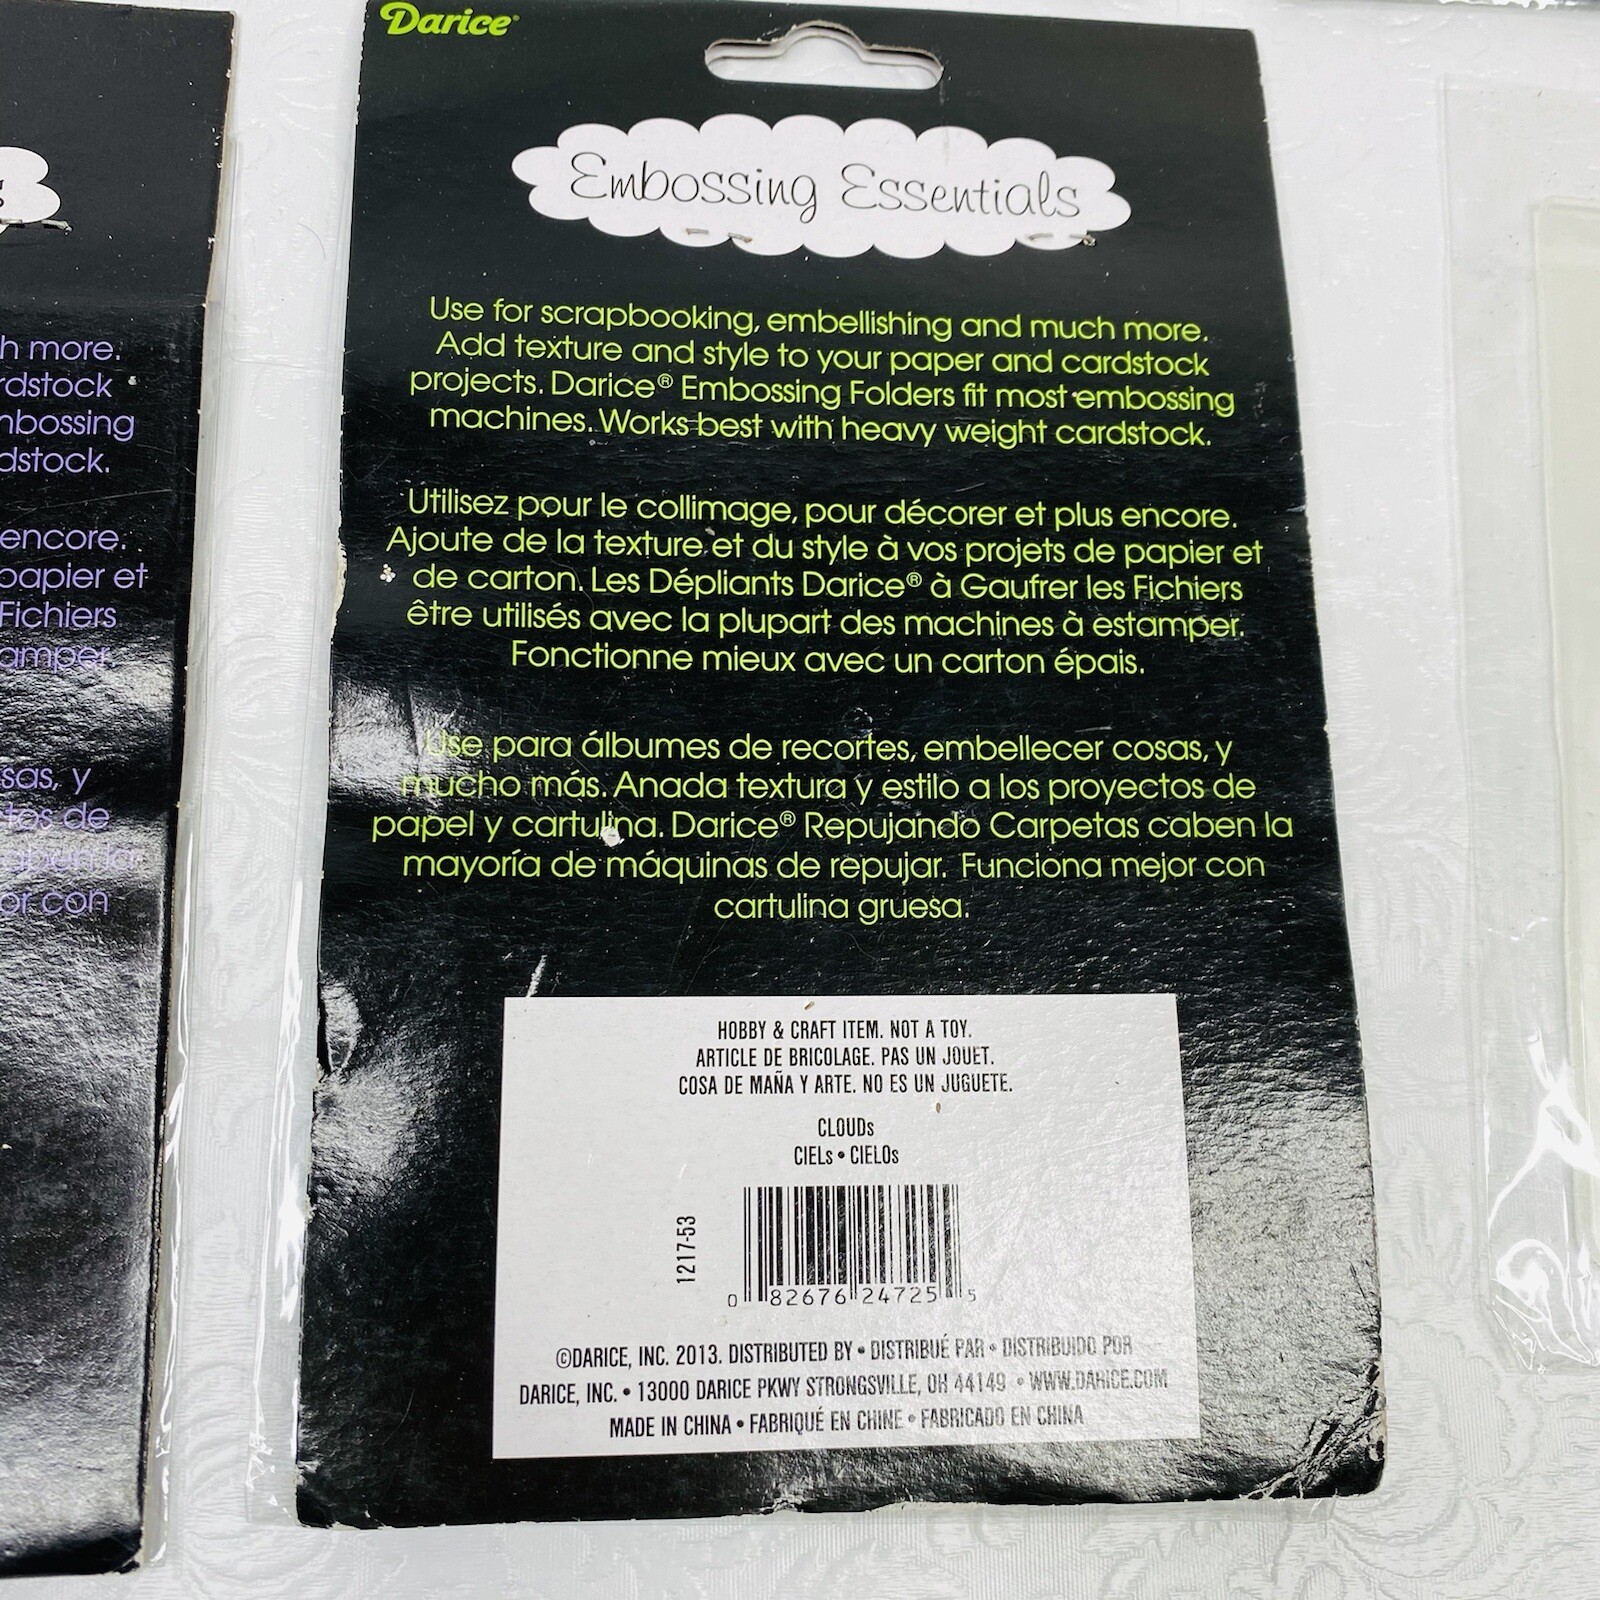 Darice
Embossing Essentials
Use for scrapbooking, embellishing and much more.
Add texture and style to your paper and cardstock
projects. Darice® Embossing Folders fit most embossing
machines. Works best with heavy weight cardstock.
Utilisez pour le collimage, pour décorer et plus encore.
Ajoute de la texture et du style à vos projets de papier et
de carton. Les Dépliants Darice® à Gaufrer les Fichiers
être utilisés avec la plupart des machines à estamper.
Fonctionne mieux avec un carton épais.
Use para álbumes de recortes, embellecer cosas, y
mucho más. Anada textura y estilo a los proyectos de
papel y cartulina. Darice® Repujando Carpetas caben la
mayoría de máquinas de repujar. Funciona mejor con
cartulina gruesa.
HOBBY & CRAFT ITEM. NOT A TOY.
ARTICLE DE BRICOLAGE. PAS UN JOUET.
COSA DE MAÑA Y ARTE. NO ES UN JUGUETE.
CLOUDs
CIELs • CIELOs
1217-53
0 82676 24725 5
©DARICE, INC. 2013. DISTRIBUTED BY • DISTRIBUÉ PAR • DISTRIBUIDO POR
DARICE, INC. • 13000 DARICE PKWY STRONGSVILLE, OH 44149 • WWW.DARICE.COM
MADE IN CHINA • FABRIQUÉ EN CHINE • FABRICADO EN CHINA
h more.
rdstock
mbossing
dstock.
encore.
papier et
Fichiers
amper.
sas, y
tos de
or con